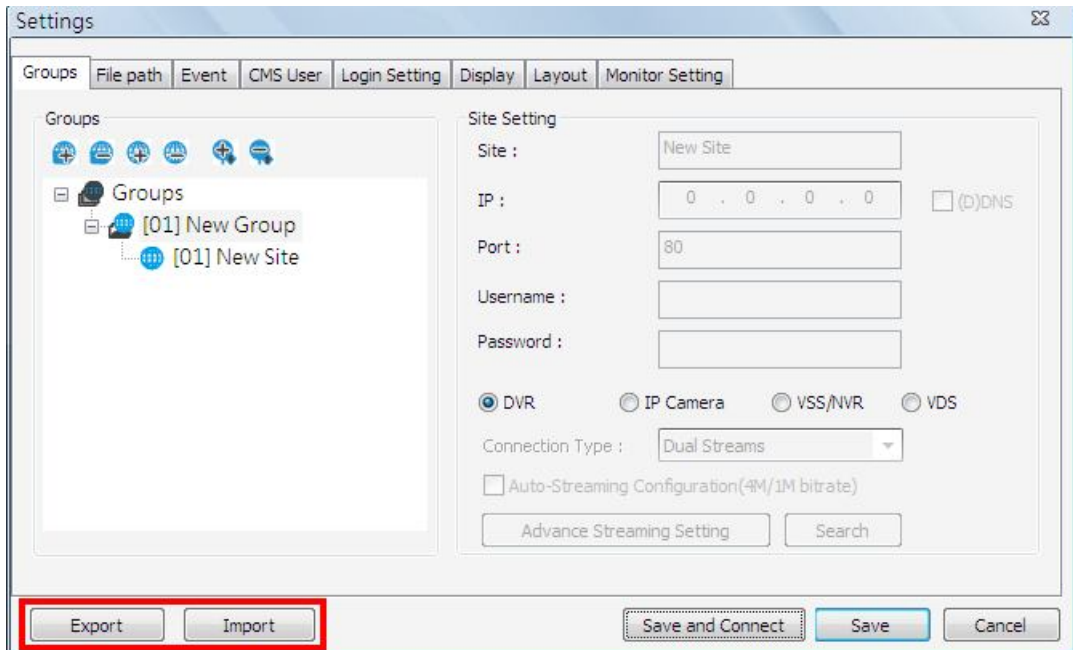 Settings
Groups File path Event CMS User Login Setting Display Layout Monitor Setting
Groups
Groups
[01] New Group
[01] New Site
Site Setting
Site : New Site
IP : 0 . 0 . 0 . 0 (D)DNS
Port : 80
Username :
Password :
DVR IP Camera VSS/NVR VDS
Connection Type : Dual Streams
Auto-Streaming Configuration(4M/1M bitrate)
Advance Streaming Setting Search
Export Import Save and Connect Save Cancel